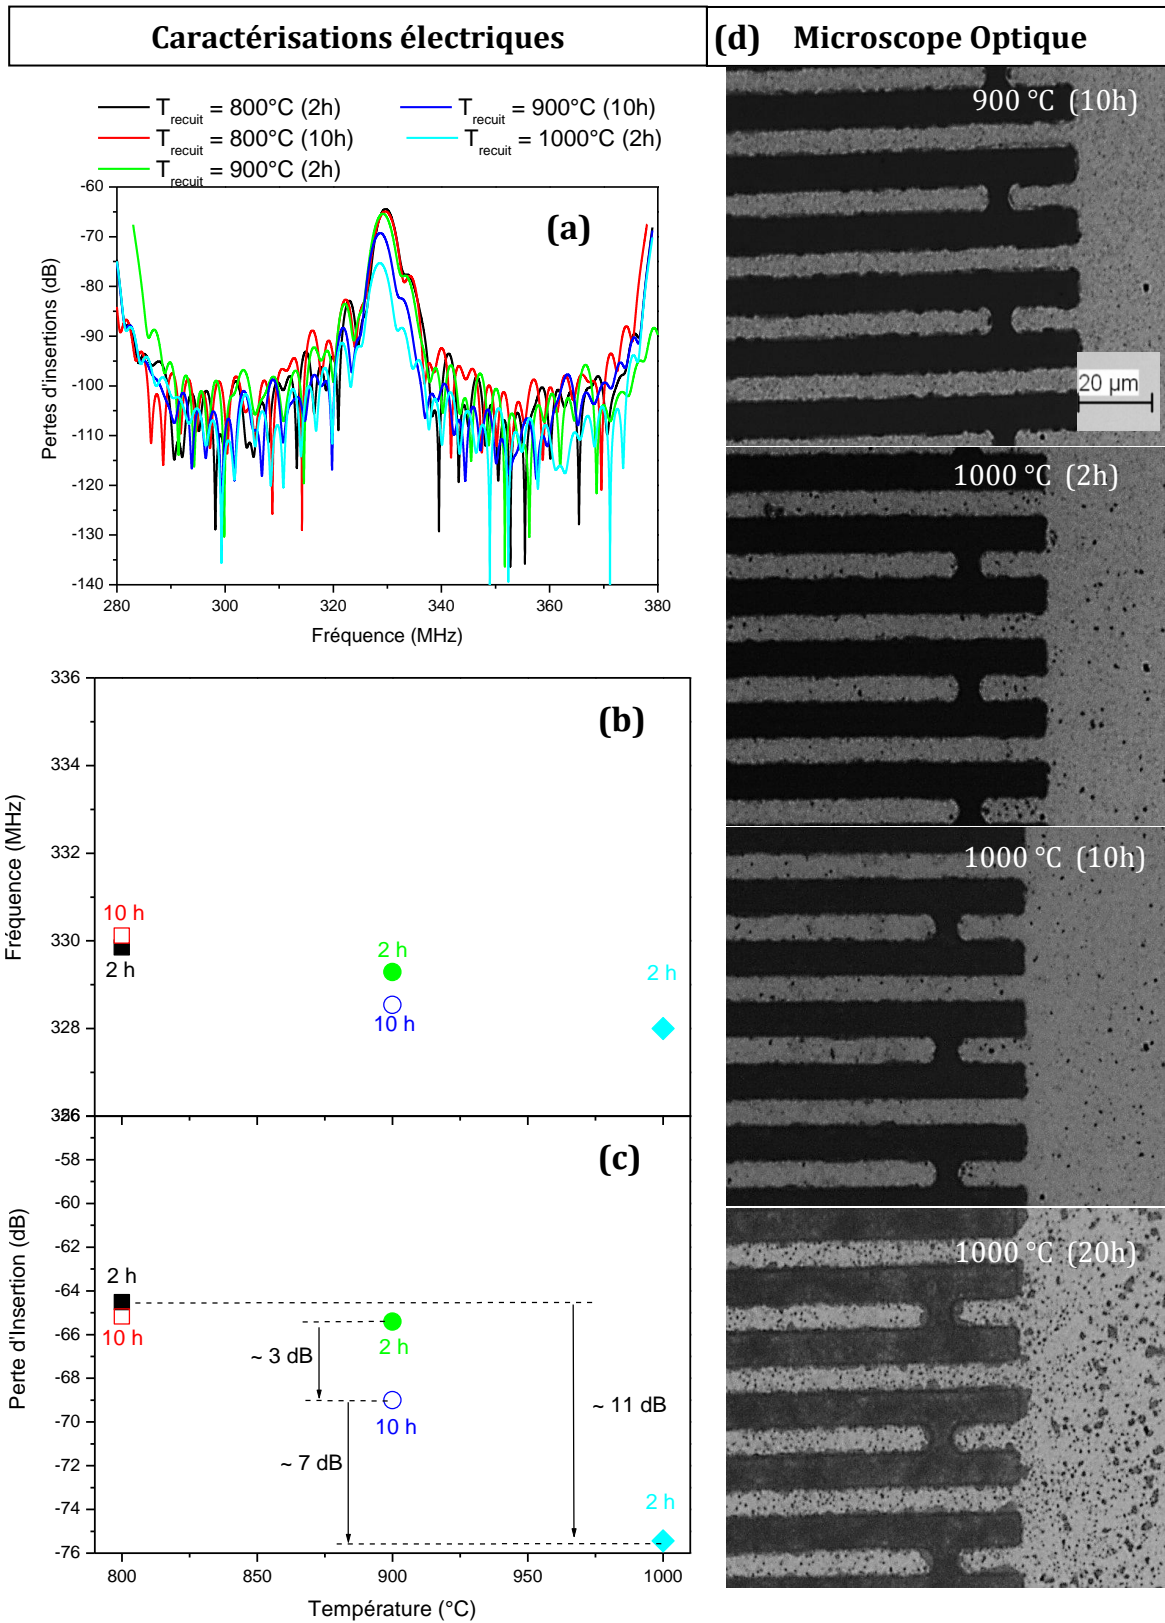 Caractérisations électriques
(d) Microscope Optique
T recuit = 800°C (2h)
T recuit = 900°C (10h)
T recuit = 800°C (10h)
T recuit = 1000°C (2h)
T recuit = 900°C (2h)
-60
-70
-80
-90
-100
-110
-120
-130
-140
Pertes d'insertions (dB)
(a)
280
300
320
340
360
380
Fréquence (MHz)
336
334
332
330
328
326
Fréquence (MHz)
(b)
10 h
2 h
2 h
10 h
2 h
-56
-58
-60
-62
-64
-66
-68
-70
-72
-74
-76
Perte d'Insertion (dB)
(c)
2 h
10 h
2 h
~ 3 dB
10 h
~ 11 dB
~ 7 dB
2 h
800
850
900
950
1000
Température (°C)
900 °C (10h)
20 µm
1000 °C (2h)
1000 °C (10h)
1000 °C (20h)